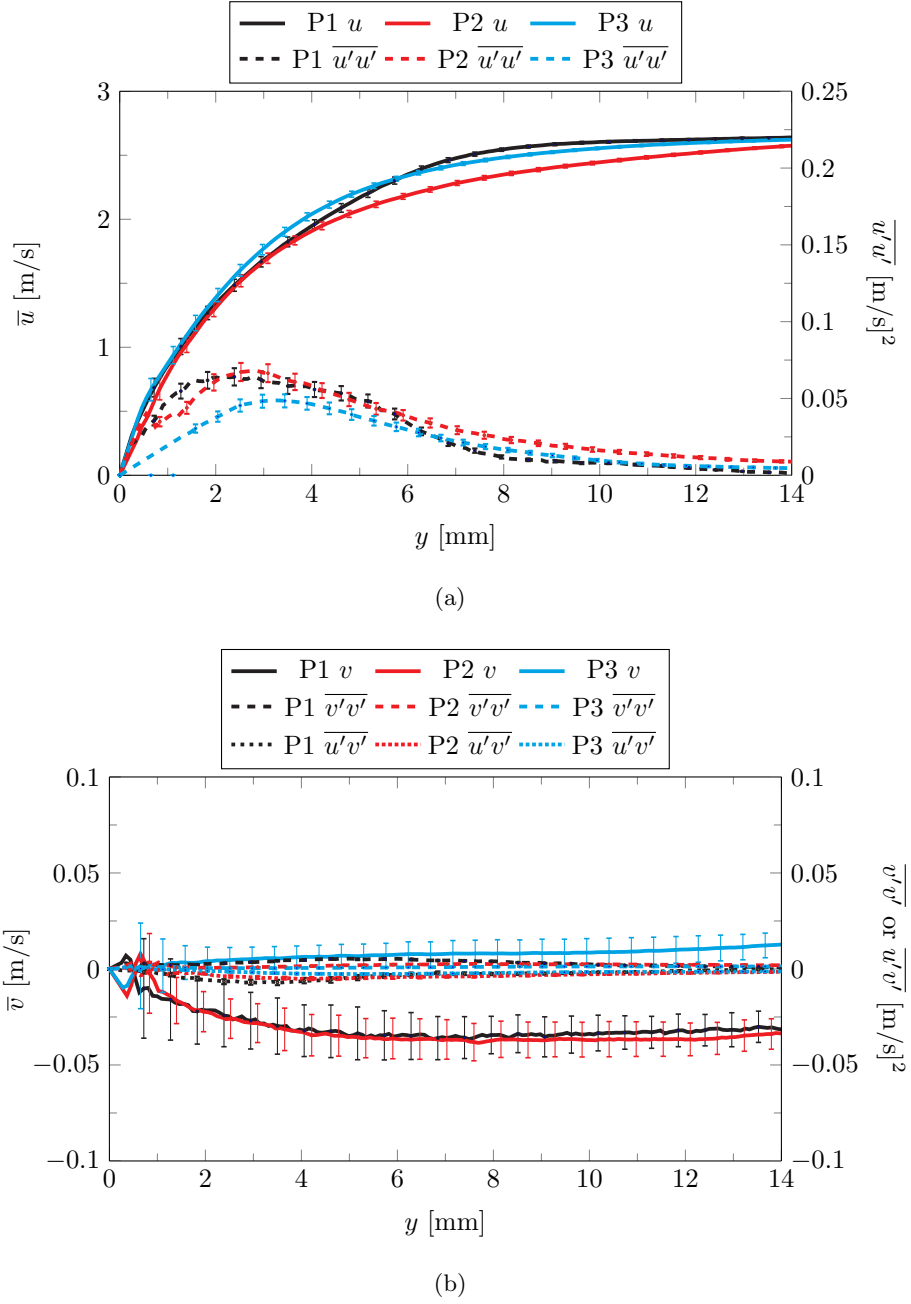 P1 u P2 u P3 u
P1 u′u′ P2 u′u′ P3 u′u′
3 0.25
0.2
2 0.15
u [m/s] u′u′ [m/s]²
1 0.1
0.05
0 0
0 2 4 6 8 10 12 14
y [mm]
(a)
P1 v P2 v P3 v
P1 v′v′ P2 v′v′ P3 v′v′
P1 u′v′ P2 u′v′ P3 u′v′
0.1 0.1
0.05 0.05
v [m/s] 0 0 v′v′ or u′v′ [m/s]²
−0.05 −0.05
−0.1 −0.1
0 2 4 6 8 10 12 14
y [mm]
(b)